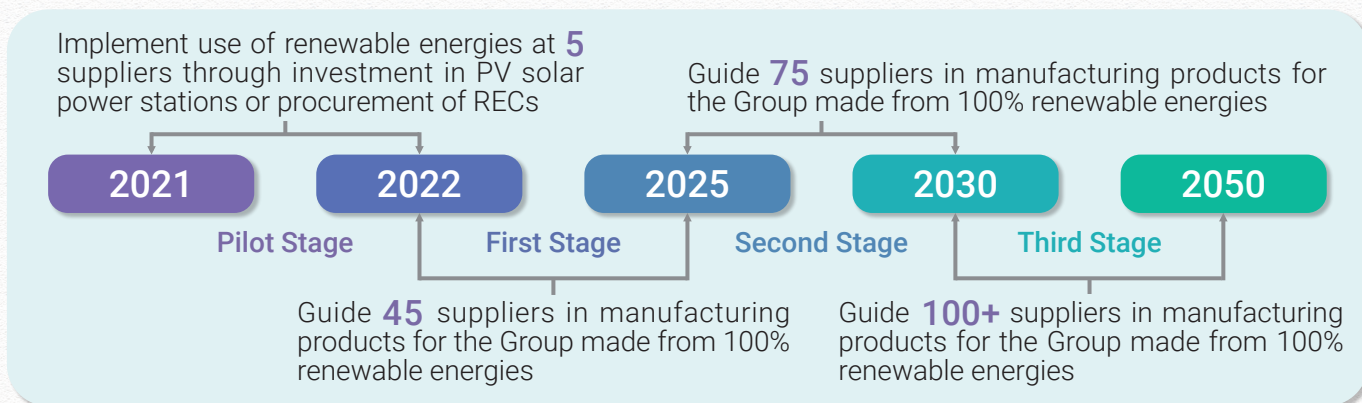 Implement use of renewable energies at 5
suppliers through investment in PV solar
power stations or procurement of RECs
Guide 75 suppliers in manufacturing products for
the Group made from 100% renewable energies
2021
2022
2025
2030
2050
Pilot Stage
First Stage
Second Stage
Third Stage
Guide 45 suppliers in manufacturing
products for the Group made from 100%
renewable energies
Guide 100+ suppliers in manufacturing
products for the Group made from 100%
renewable energies